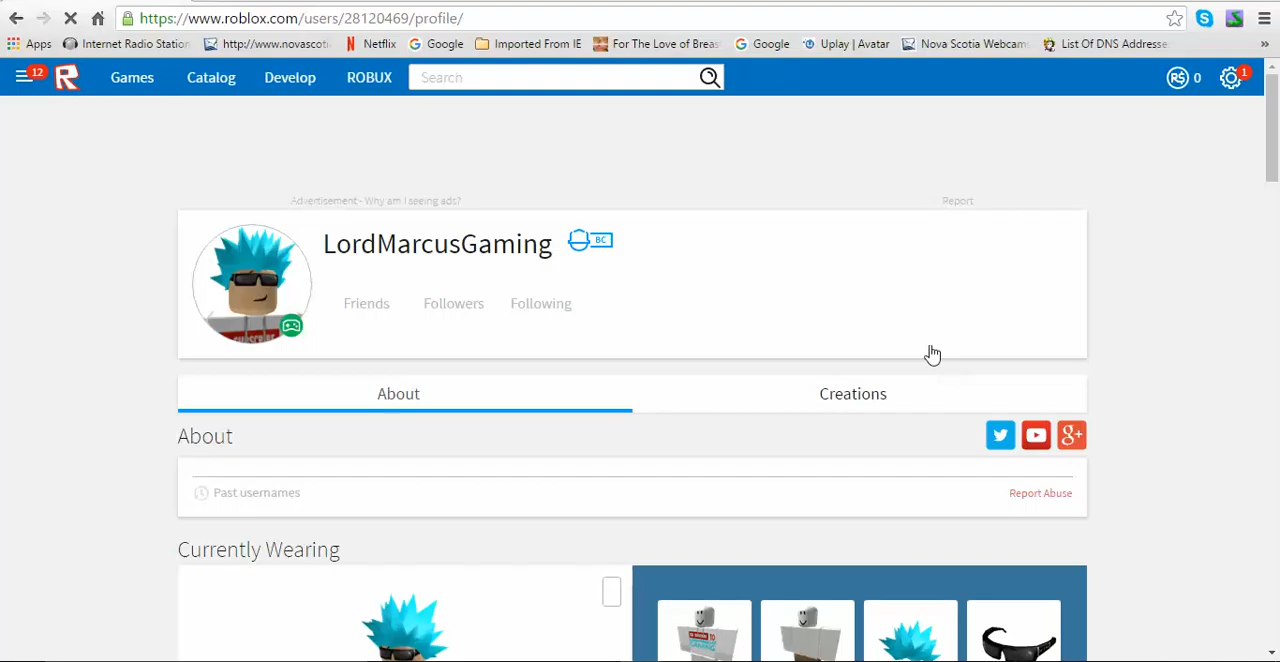 https://www.roblox.com/users/28120469/profile/
Apps Internet Radio Station http://www.novascoti Netflix Google Imported From IE For The Love of Breas Google Uplay | Avatar Nova Scotia Webcam List Of DNS Addresse »
12 R Games Catalog Develop ROBUX Search R$ 0 1
Advertisement - Why am I seeing ads? Report
LordMarcusGaming BC
Friends Followers Following
SUBSCRIBE
About Creations
About
g+
Past usernames Report Abuse
Currently Wearing